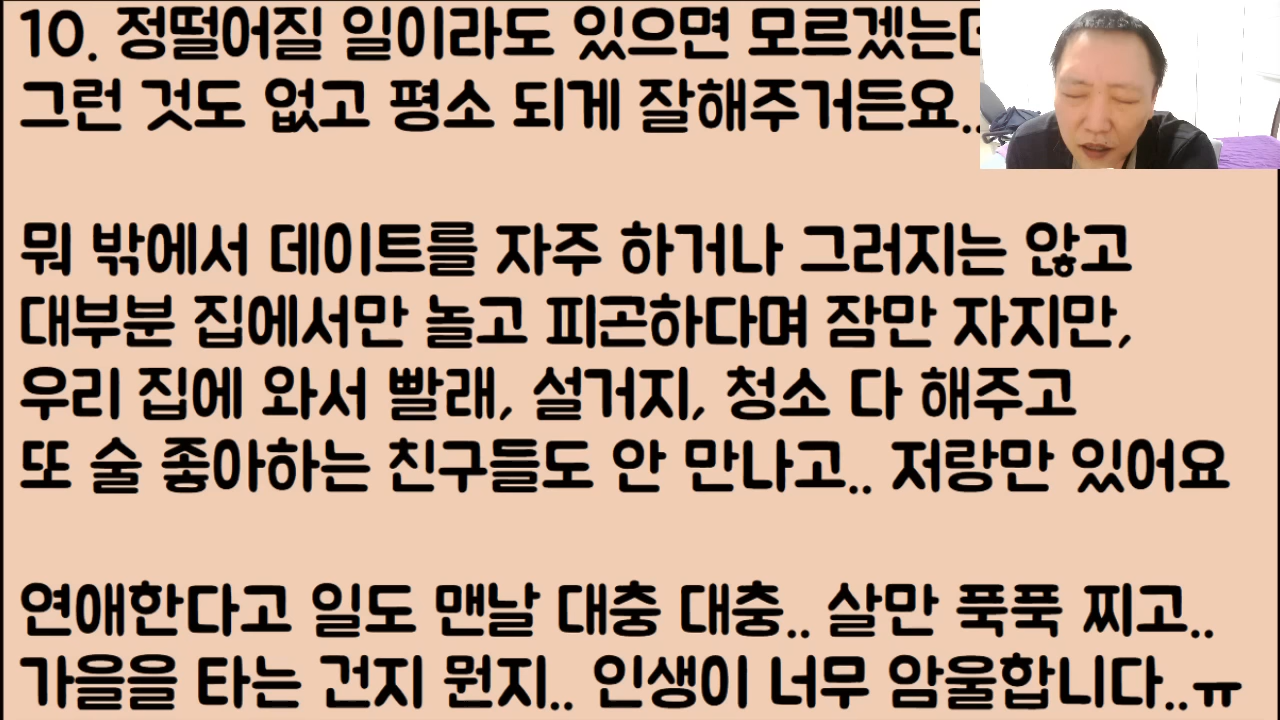 10. 정떨어질 일이라도 있으면 모르겠는데
그런 것도 없고 평소 되게 잘해주거든요..
뭐 밖에서 데이트를 자주 하거나 그러지는 않고
대부분 집에서만 놀고 피곤하다며 잠만 자지만,
우리 집에 와서 빨래, 설거지, 청소 다 해주고
또 술 좋아하는 친구들도 안 만나고.. 저랑만 있어요
연애한다고 일도 맨날 대충 대충.. 살만 푹푹 찌고..
가을을 타는 건지 뭔지.. 인생이 너무 암울합니다..ㅠ